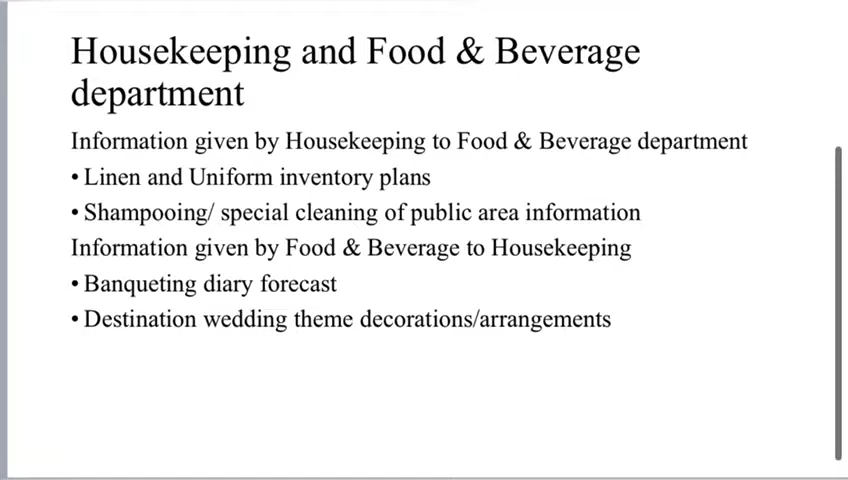 Housekeeping and Food & Beverage
department
Information given by Housekeeping to Food & Beverage department
• Linen and Uniform inventory plans
• Shampooing/ special cleaning of public area information
Information given by Food & Beverage to Housekeeping
• Banqueting diary forecast
• Destination wedding theme decorations/arrangements